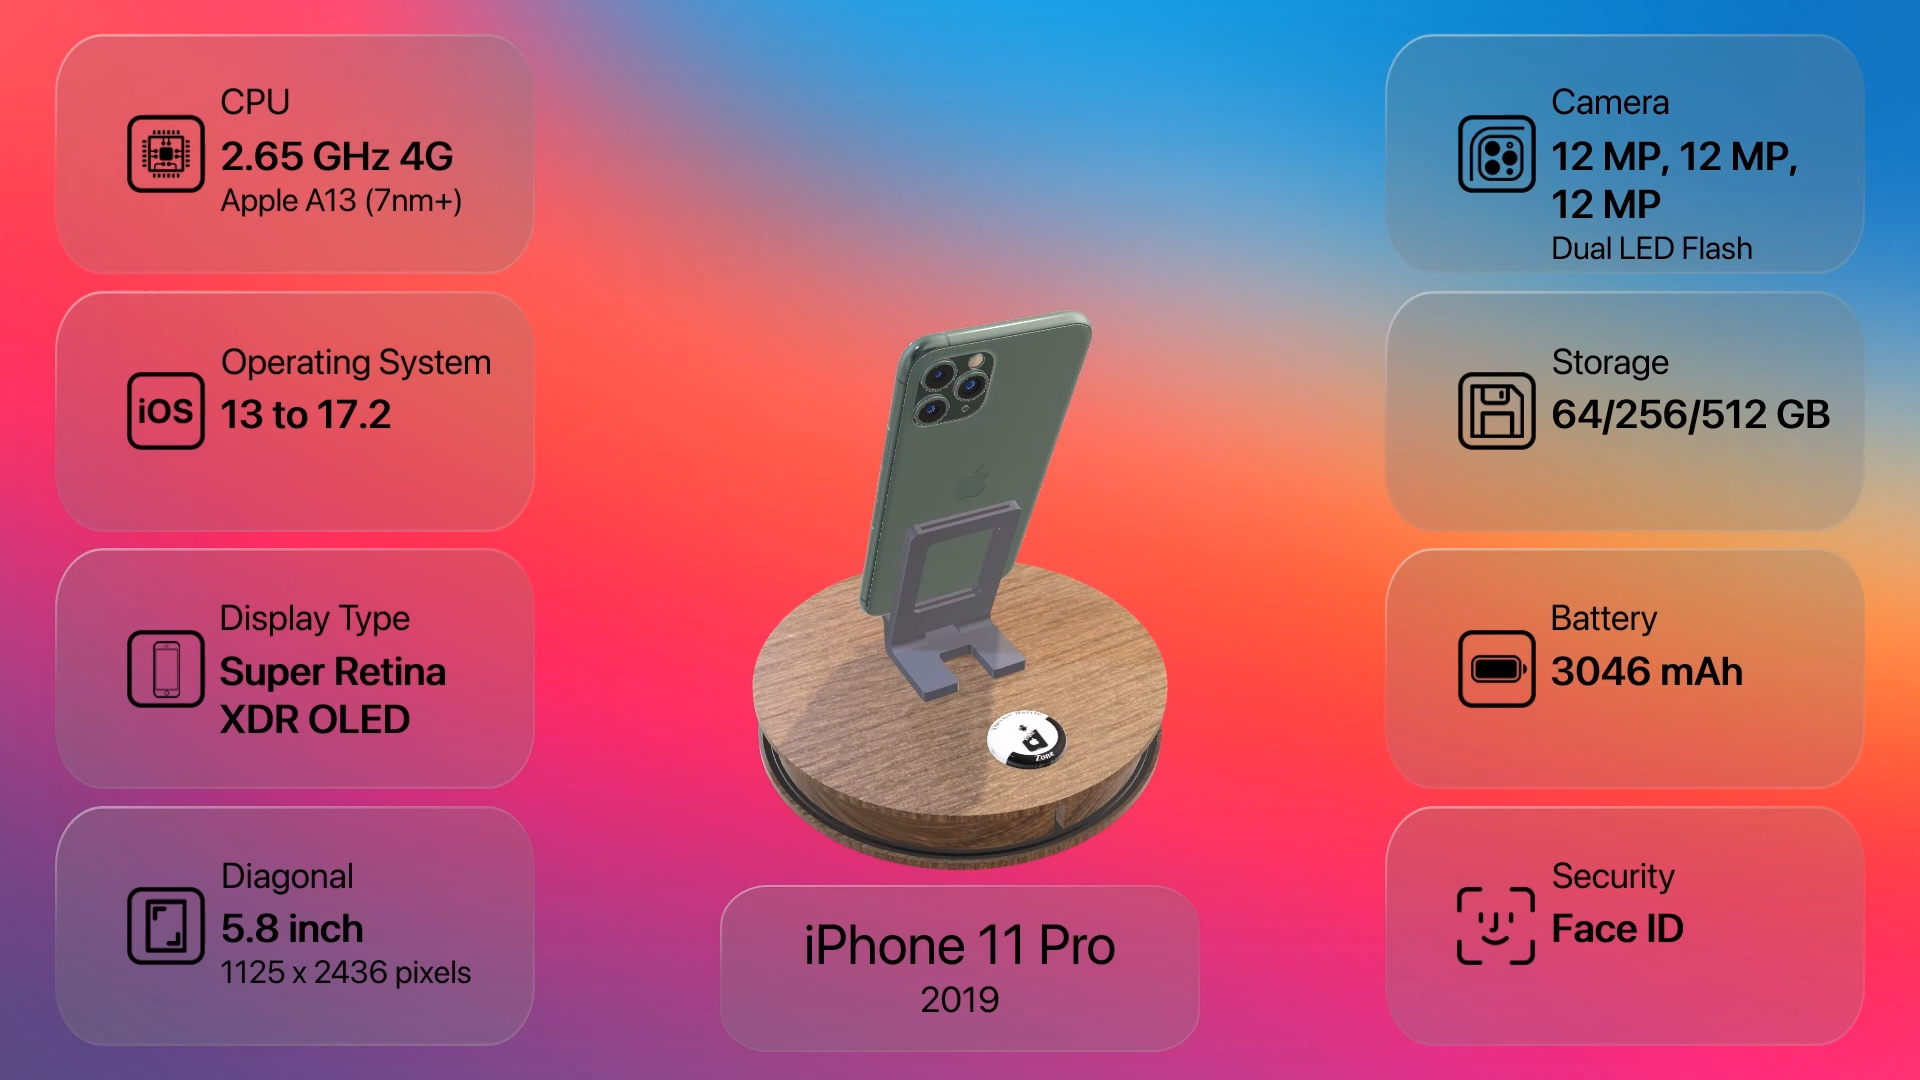 CPU
2.65 GHz 4G
Apple A13 (7nm+)
iOS
Operating System
13 to 17.2
Display Type
Super Retina
XDR OLED
Diagonal
5.8 inch
1125 x 2436 pixels
Zone
iPhone 11 Pro
2019
Camera
12 MP, 12 MP,
12 MP
Dual LED Flash
Storage
64/256/512 GB
Battery
3046 mAh
Security
Face ID